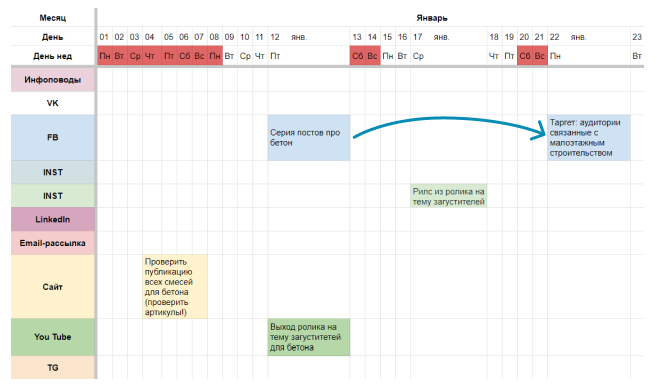 Месяц Январь
День 01 02 03 04 05 06 07 08 09 10 11 12 янв. 13 14 15 16 17 янв. 18 19 20 21 22 янв. 23
День нед Пн Вт Ср Чт Пт Сб Вс Пн Вт Ср Чт Пт Сб Вс Пн Вт Ср Чт Пт Сб Вс Пн Вт
Инфоповоды
VK
FB
Серия постов про
бетон
Таргет: аудитории
связанные с
малоэтажным
строительством
INST
INST
Рилс из ролика на
тему загустителей
LinkedIn
Email-рассылка
Сайт
Проверить
публикацию
всех смесей
для бетона
(проверить
артикулы!)
You Tube
Выход ролика на
тему загуститетей
для бетона
TG